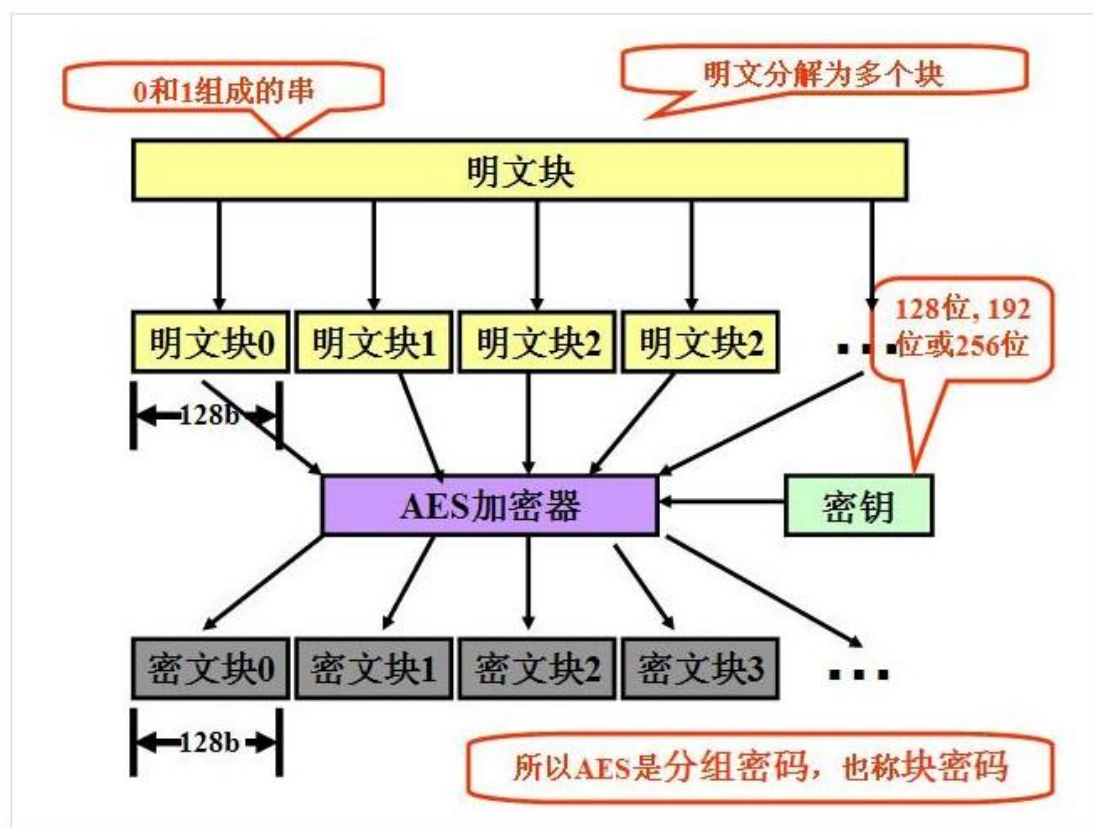 0和1组成的串
明文分解为多个块
明文块
明文块0
明文块1
明文块2
明文块2
...
128位, 192
位或256位
128b
AES加密器
密钥
密文块0
密文块1
密文块2
密文块3
...
128b
所以AES是分组密码，也称块密码